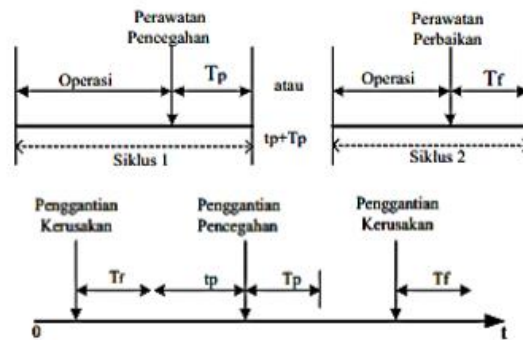 Perawatan
Pencegahan
Perawatan
Perbaikan
Operasi
Tp
atau
Operasi
Tf
tp+Tp
Siklus 1
Siklus 2
Penggantian
Kerusakan
Penggantian
Pencegahan
Penggantian
Kerusakan
Tf
tp
Tp
Tf
0
t